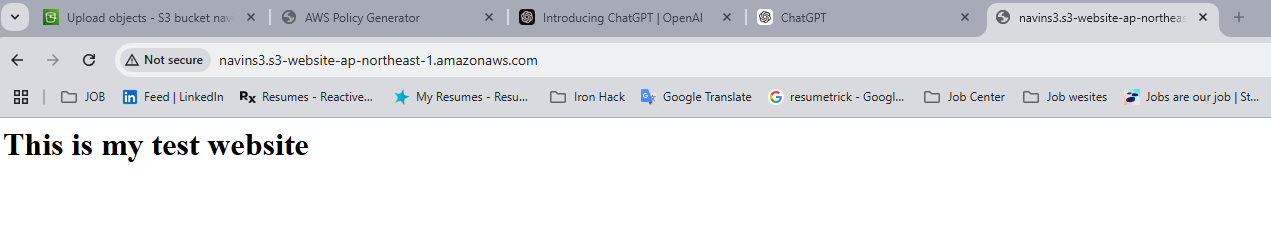 Upload objects - S3 bucket nav
AWS Policy Generator
Introducing ChatGPT | OpenAI
ChatGPT
navins3.s3-website-ap-northeas
Not secure navins3.s3-website-ap-northeast-1.amazonaws.com
JOB Feed | LinkedIn Rx Resumes - Reactive... My Resumes - Resu... Iron Hack Google Translate resumetrick - Googl... Job Center Job wesites Jobs are our job | St...
This is my test website